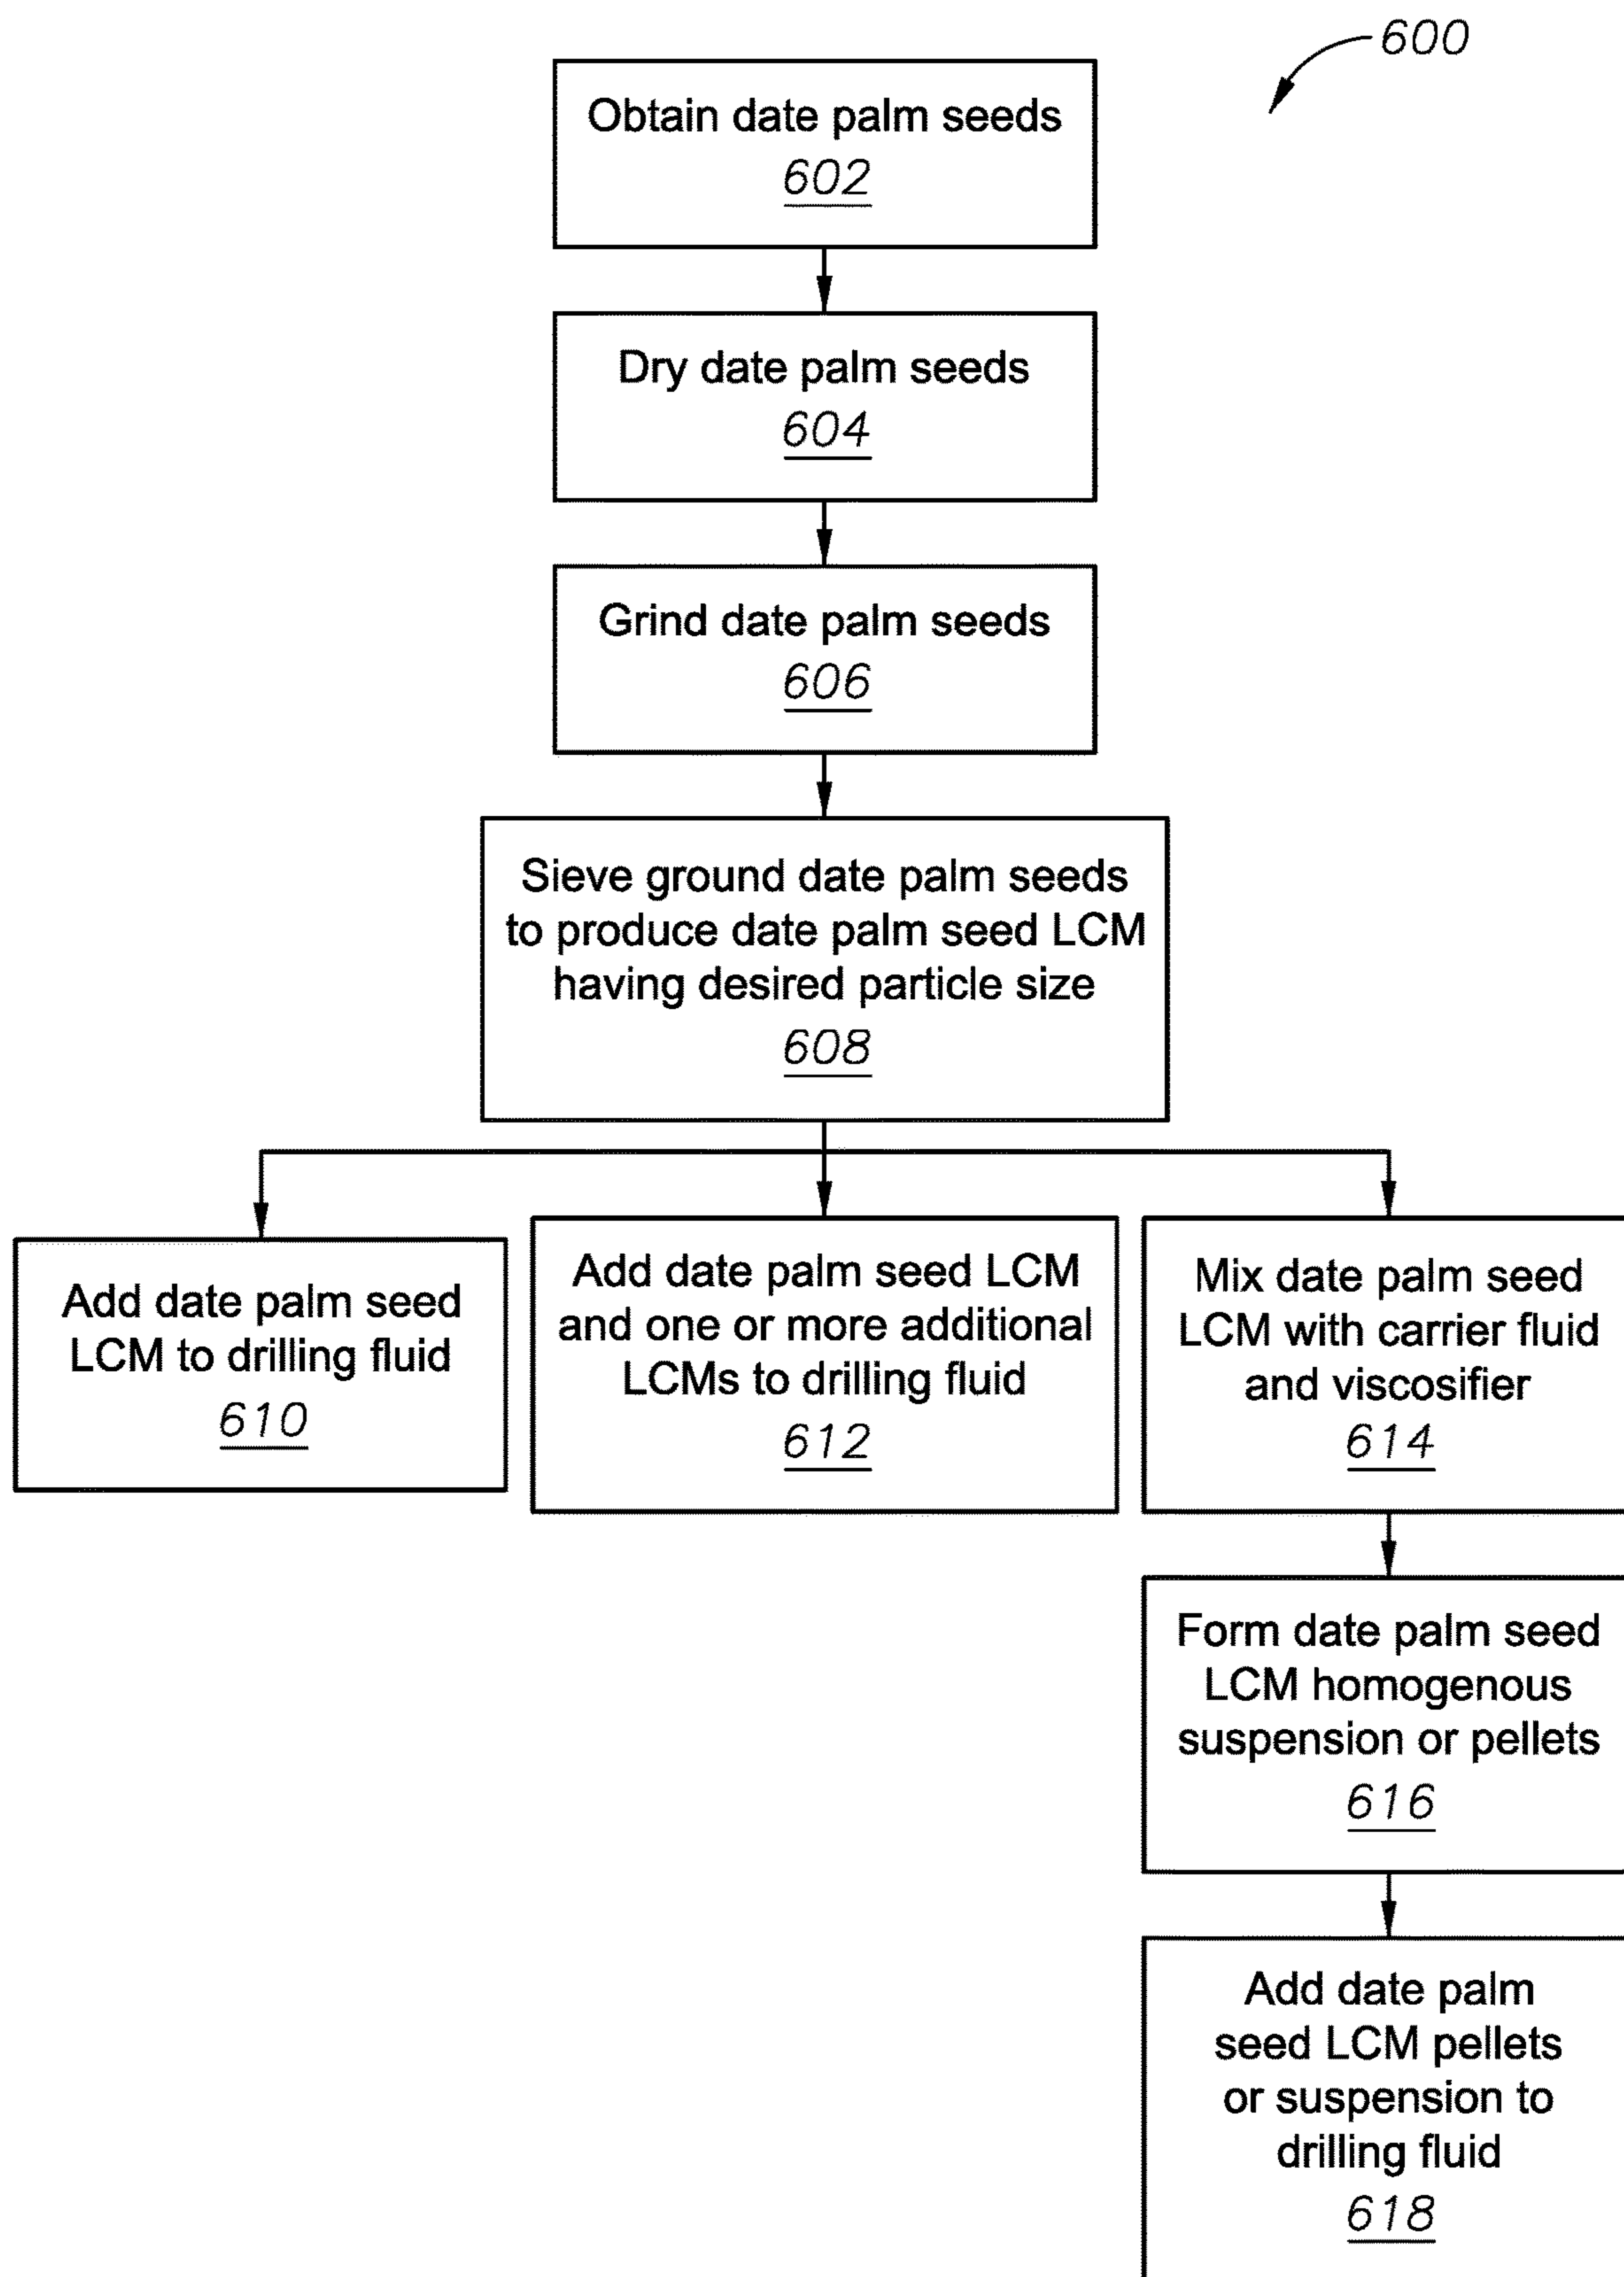 600
Obtain date palm seeds
602
Dry date palm seeds
604
Grind date palm seeds
606
Sieve ground date palm seeds
to produce date palm seed LCM
having desired particle size
608
Add date palm seed
LCM to drilling fluid
610
Add date palm seed LCM
and one or more additional
LCMs to drilling fluid
612
Mix date palm seed
LCM with carrier fluid
and viscosifier
614
Form date palm seed
LCM homogenous
suspension or pellets
616
Add date palm
seed LCM pellets
or suspension to
drilling fluid
618